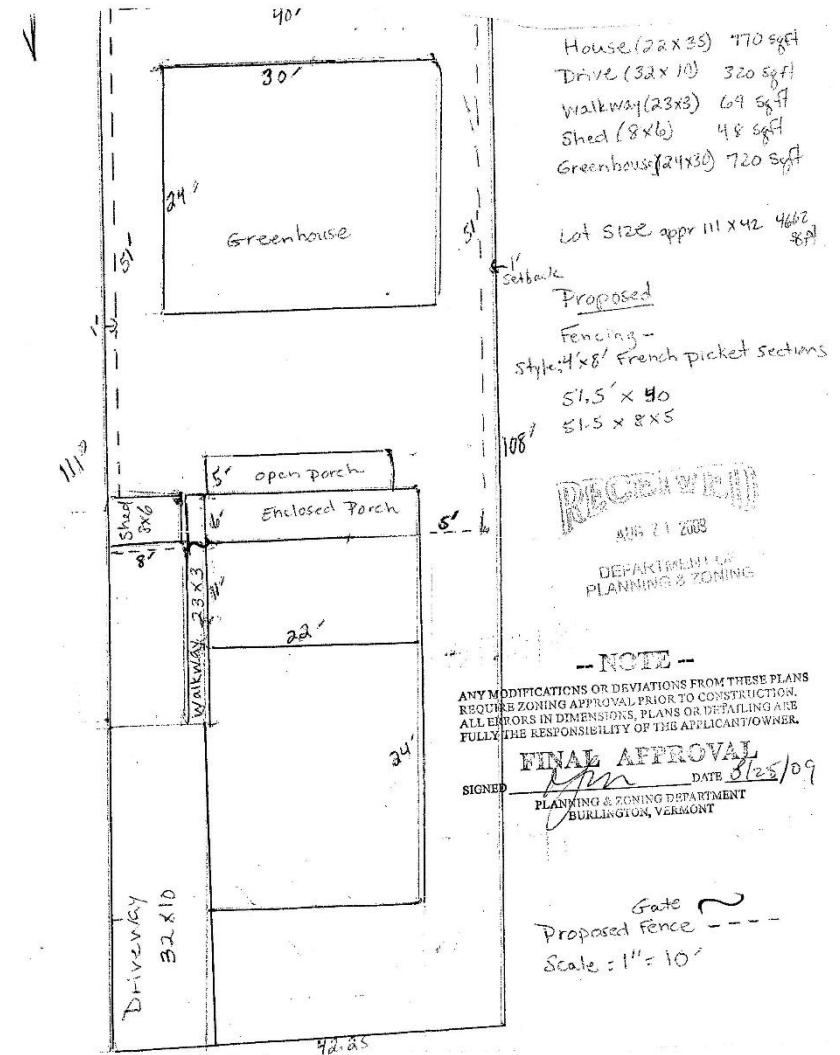 40'
30'
24'
Greenhouse
51'
51'
1'
1'
Setback
111'
108'
5'
open porch
6'
Enclosed Porch
5'
Shed
8x6
8'
11'
Walkway 23x3
22'
24'
Driveway
32x10
42.25
House (22x35) 770 sqft
Drive (32x10) 320 sqft
Walkway (23x3) 69 sqft
Shed (8x6) 48 sqft
Greenhouse (24x30) 720 sqft
Lot Size appr 111 x 42 4662 sqft
Proposed
Fencing -
Style: 4'x8' French picket sections
51.5' x 40
51.5 x 8x5
RECEIVED
AUG 21 2009
DEPARTMENT OF
PLANNING & ZONING
-- NOTE --
ANY MODIFICATIONS OR DEVIATIONS FROM THESE PLANS
REQUIRE ZONING APPROVAL PRIOR TO CONSTRUCTION.
ALL ERRORS IN DIMENSIONS, PLANS OR DETAILING ARE
FULLY THE RESPONSIBILITY OF THE APPLICANT/OWNER.
FINAL APPROVAL
SIGNED DATE 8/25/09
PLANNING & ZONING DEPARTMENT
BURLINGTON, VERMONT
Gate
Proposed Fence ----
Scale : 1" = 10'